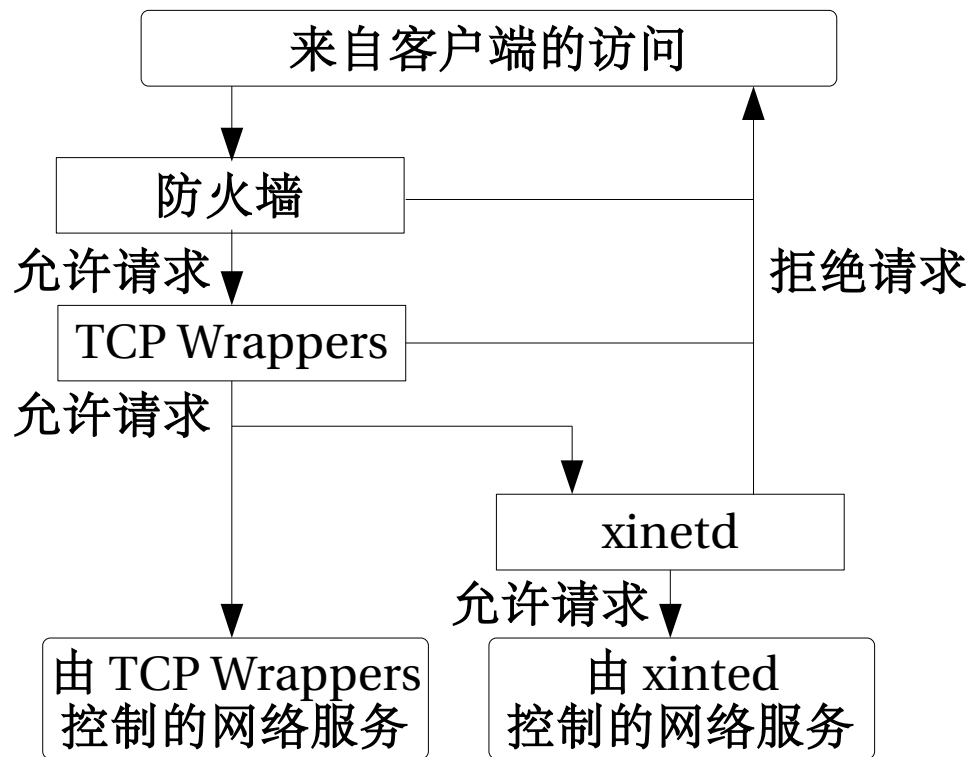 来自客户端的访问
防火墙
允许请求
拒绝请求
TCP Wrappers
允许请求
xinetd
允许请求
由 TCP Wrappers
控制的网络服务
由 xinted
控制的网络服务